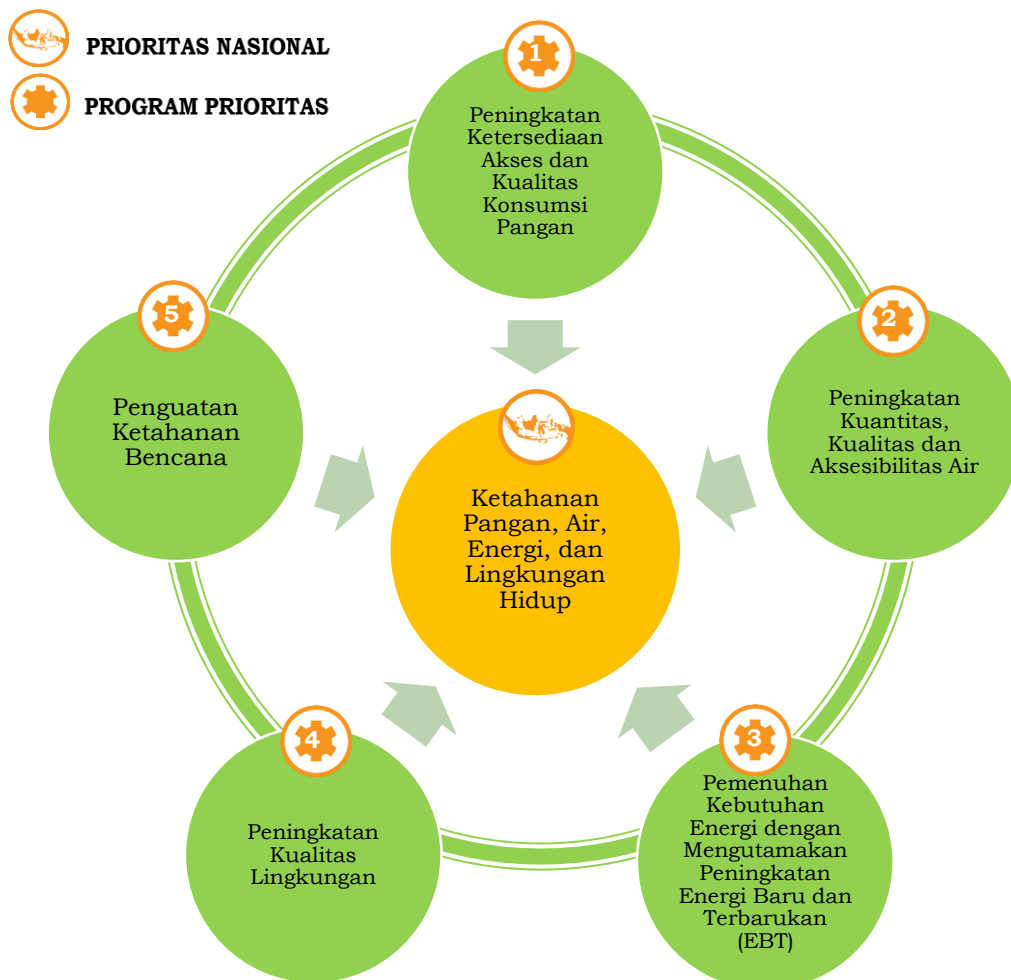 PRIORITAS NASIONAL
PROGRAM PRIORITAS
1
Peningkatan
Ketersediaan
Akses dan
Kualitas
Konsumsi
Pangan
2
Peningkatan
Kuantitas,
Kualitas dan
Aksesibilitas Air
3
Pemenuhan
Kebutuhan
Energi dengan
Mengutamakan
Peningkatan
Energi Baru dan
Terbarukan
(EBT)
4
Peningkatan
Kualitas
Lingkungan
5
Penguatan
Ketahanan
Bencana
Ketahanan
Pangan, Air,
Energi, dan
Lingkungan
Hidup